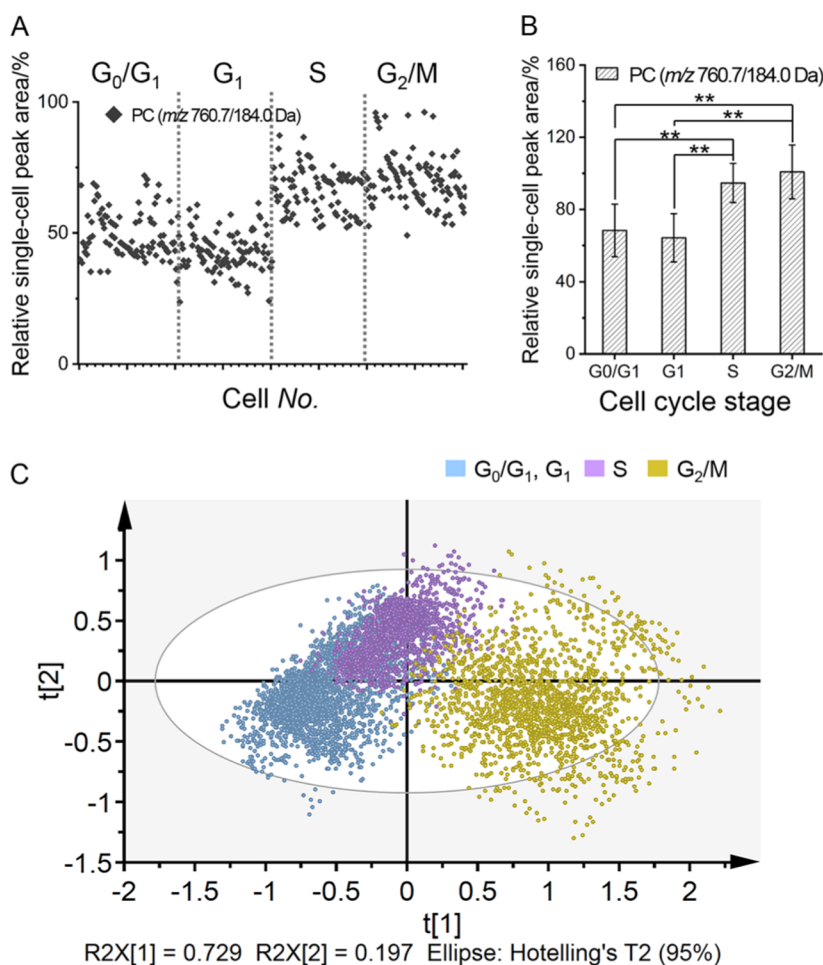 A
Relative single-cell peak area/%
G₀/G₁ G₁ S G₂/M
PC (m/z 760.7/184.0 Da)
100
50
0
Cell No.
B
Relative single-cell peak area/%
160
120
80
40
0
PC (m/z 760.7/184.0 Da)
**
**
**
**
G0/G1 G1 S G2/M
Cell cycle stage
C
G₀/G₁, G₁ S G₂/M
t[2]
1
0.5
0
-0.5
-1
-1.5
-2 -1.5 -1 -0.5 0 0.5 1 1.5 2
t[1]
R2X[1] = 0.729 R2X[2] = 0.197 Ellipse: Hotelling's T2 (95%)